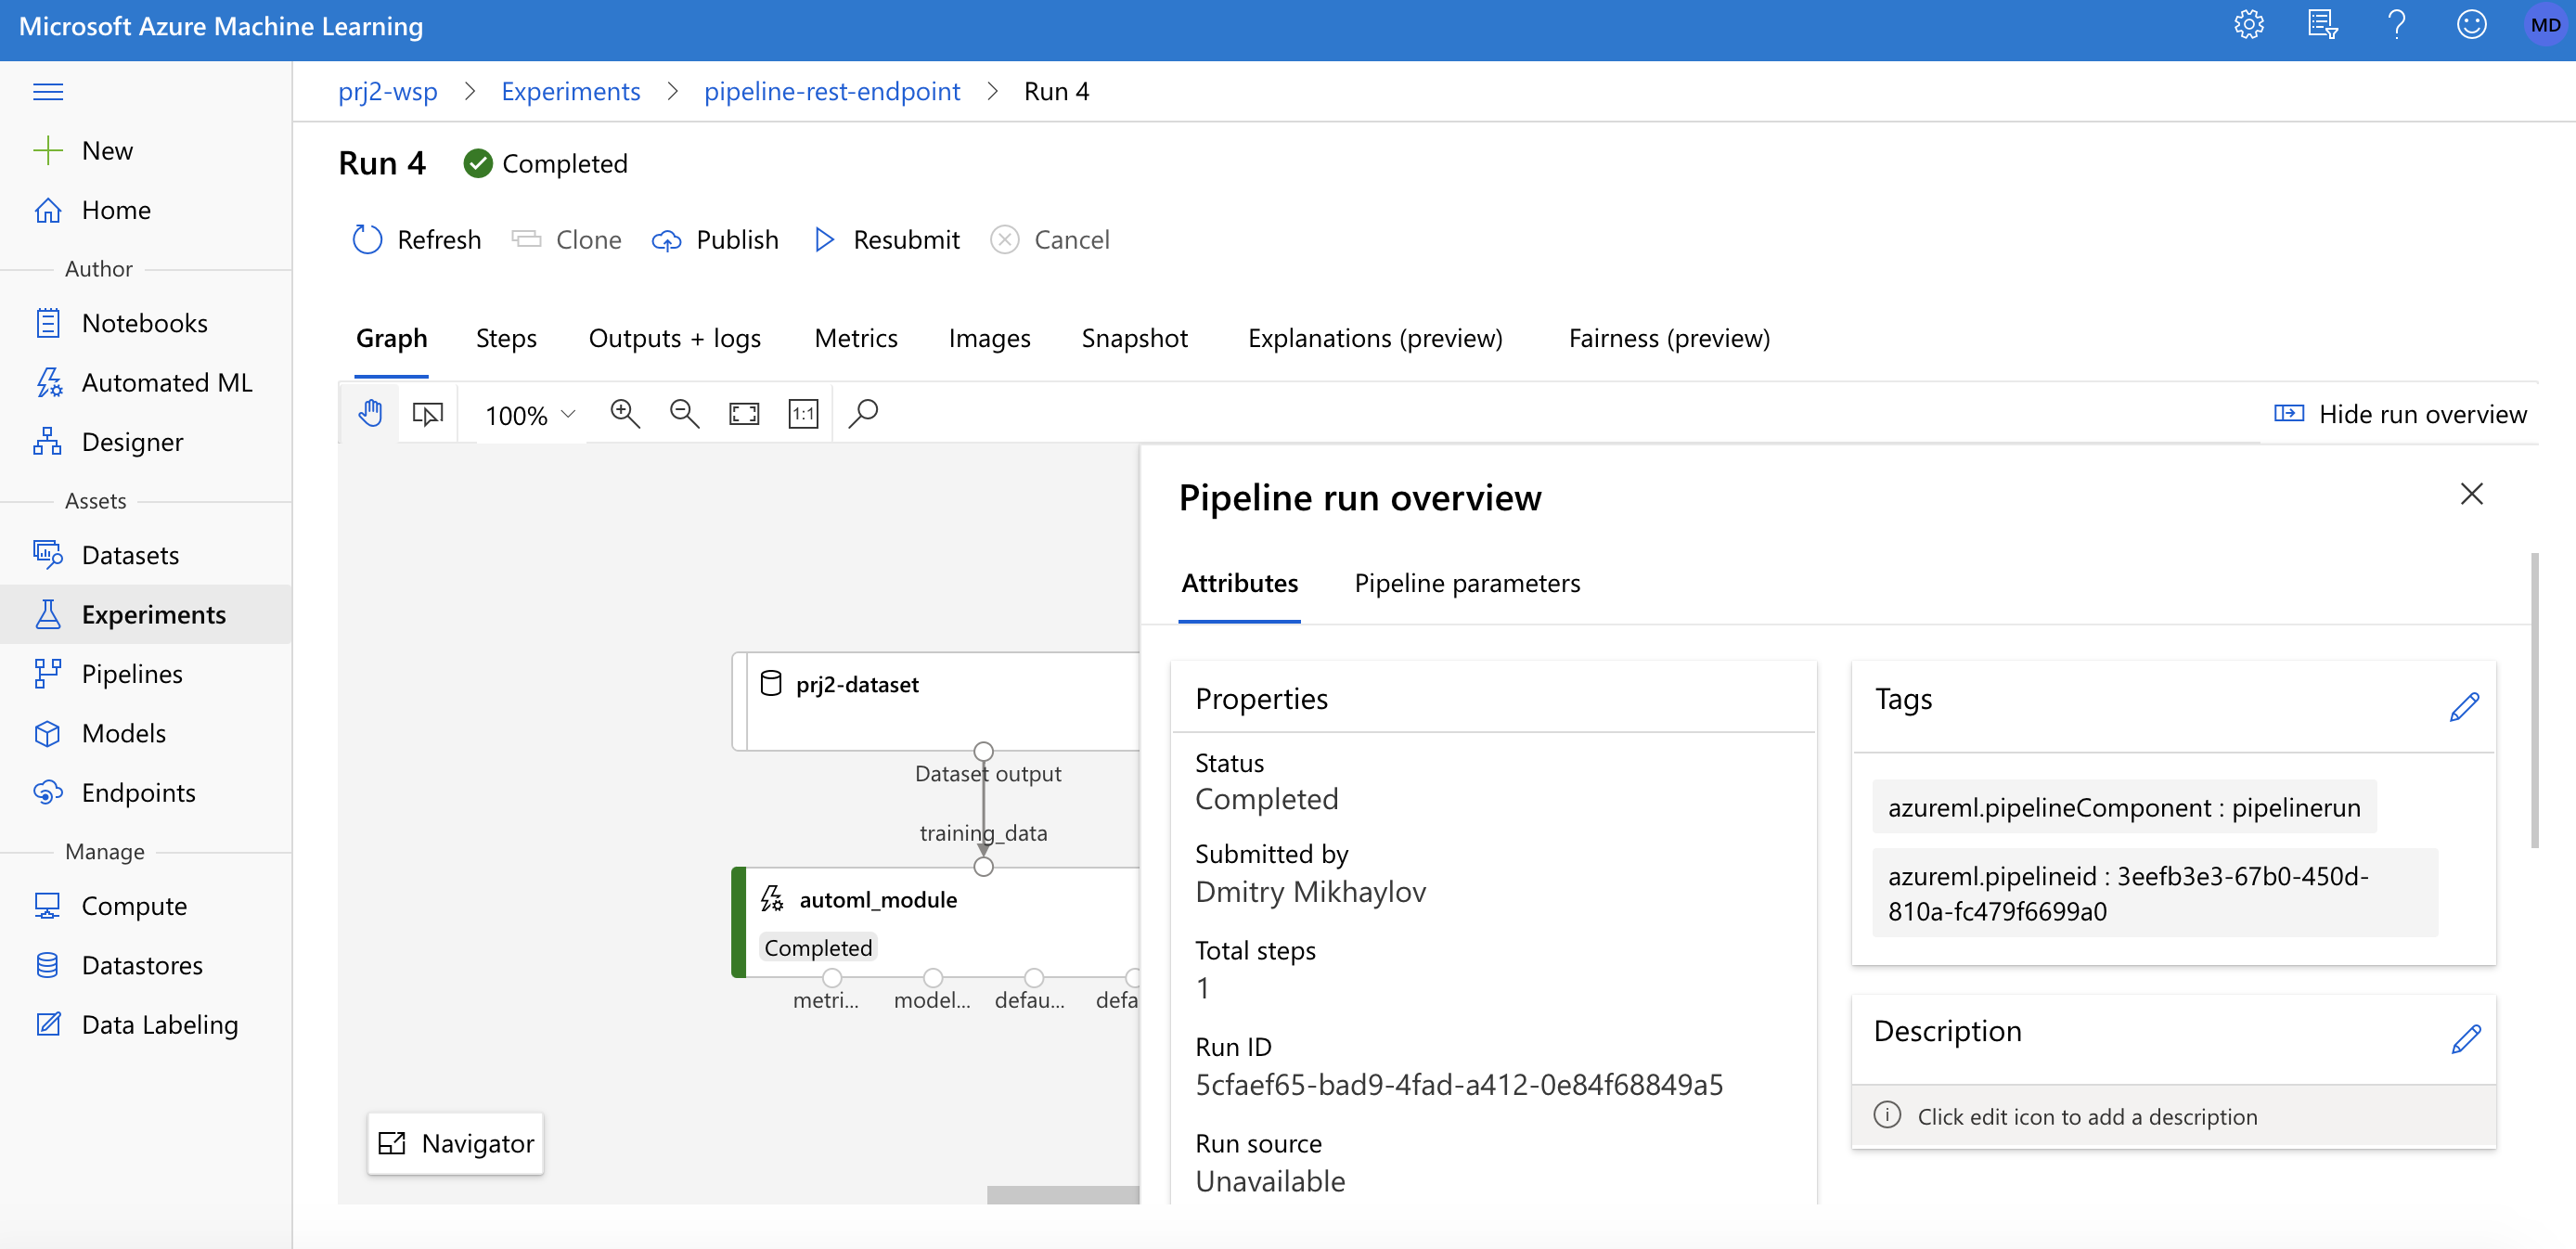 Microsoft Azure Machine Learning
MD
prj2-wsp > Experiments > pipeline-rest-endpoint > Run 4
New
Home
Author
Notebooks
Automated ML
Designer
Assets
Datasets
Experiments
Pipelines
Models
Endpoints
Manage
Compute
Datastores
Data Labeling
Run 4 Completed
Refresh Clone Publish Resubmit Cancel
Graph Steps Outputs + logs Metrics Images Snapshot Explanations (preview) Fairness (preview)
100% 1:1 Hide run overview
prj2-dataset
Dataset output
training_data
automl_module
Completed
metri... model... defau... defa
Navigator
Pipeline run overview
Attributes Pipeline parameters
Properties
Status
Completed
Submitted by
Dmitry Mikhaylov
Total steps
1
Run ID
5cfaef65-bad9-4fad-a412-0e84f68849a5
Run source
Unavailable
Tags
azureml.pipelineComponent : pipelinerun
azureml.pipelineid : 3eefb3e3-67b0-450d-
810a-fc479f6699a0
Description
Click edit icon to add a description